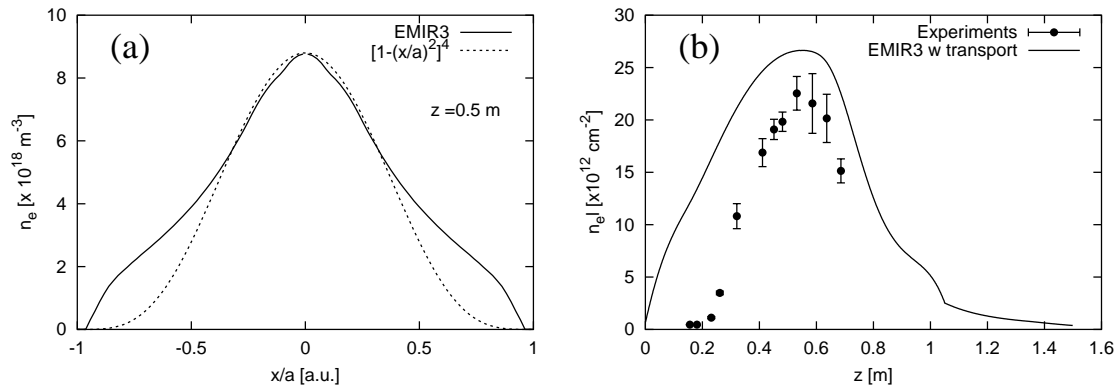 (a)
EMIR3
[1-(x/a)²]⁴
z =0.5 m
nₑ [x 10¹⁸ m⁻³]
10
8
6
4
2
0
-1 -0.5 0 0.5 1
x/a [a.u.]
(b)
Experiments
EMIR3 w transport
nₑl [x10¹² cm⁻²]
30
25
20
15
10
5
0
0 0.2 0.4 0.6 0.8 1 1.2 1.4 1.6
z [m]